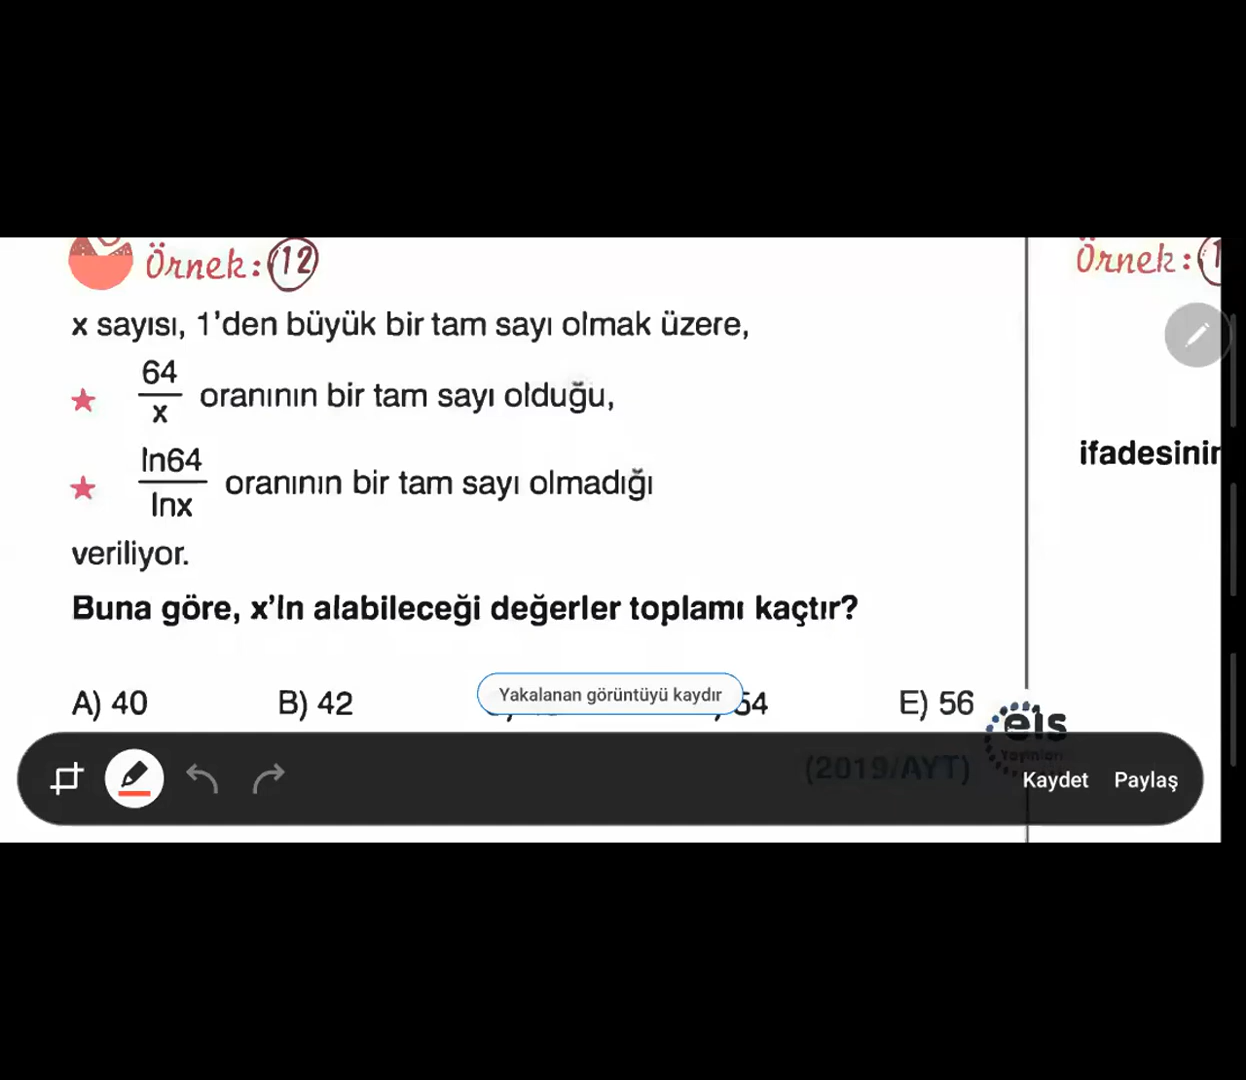 Örnek: 12
Örnek: 1
x sayısı, 1'den büyük bir tam sayı olmak üzere,
★ 64/x oranının bir tam sayı olduğu,
★ ln64/lnx oranının bir tam sayı olmadığı
veriliyor.
ifadesinin
Buna göre, x'ln alabileceği değerler toplamı kaçtır?
A) 40 B) 42 54 E) 56
Yakalanan görüntüyü kaydır
eis
Yayınları
(2019/AYT)
Kaydet Paylaş